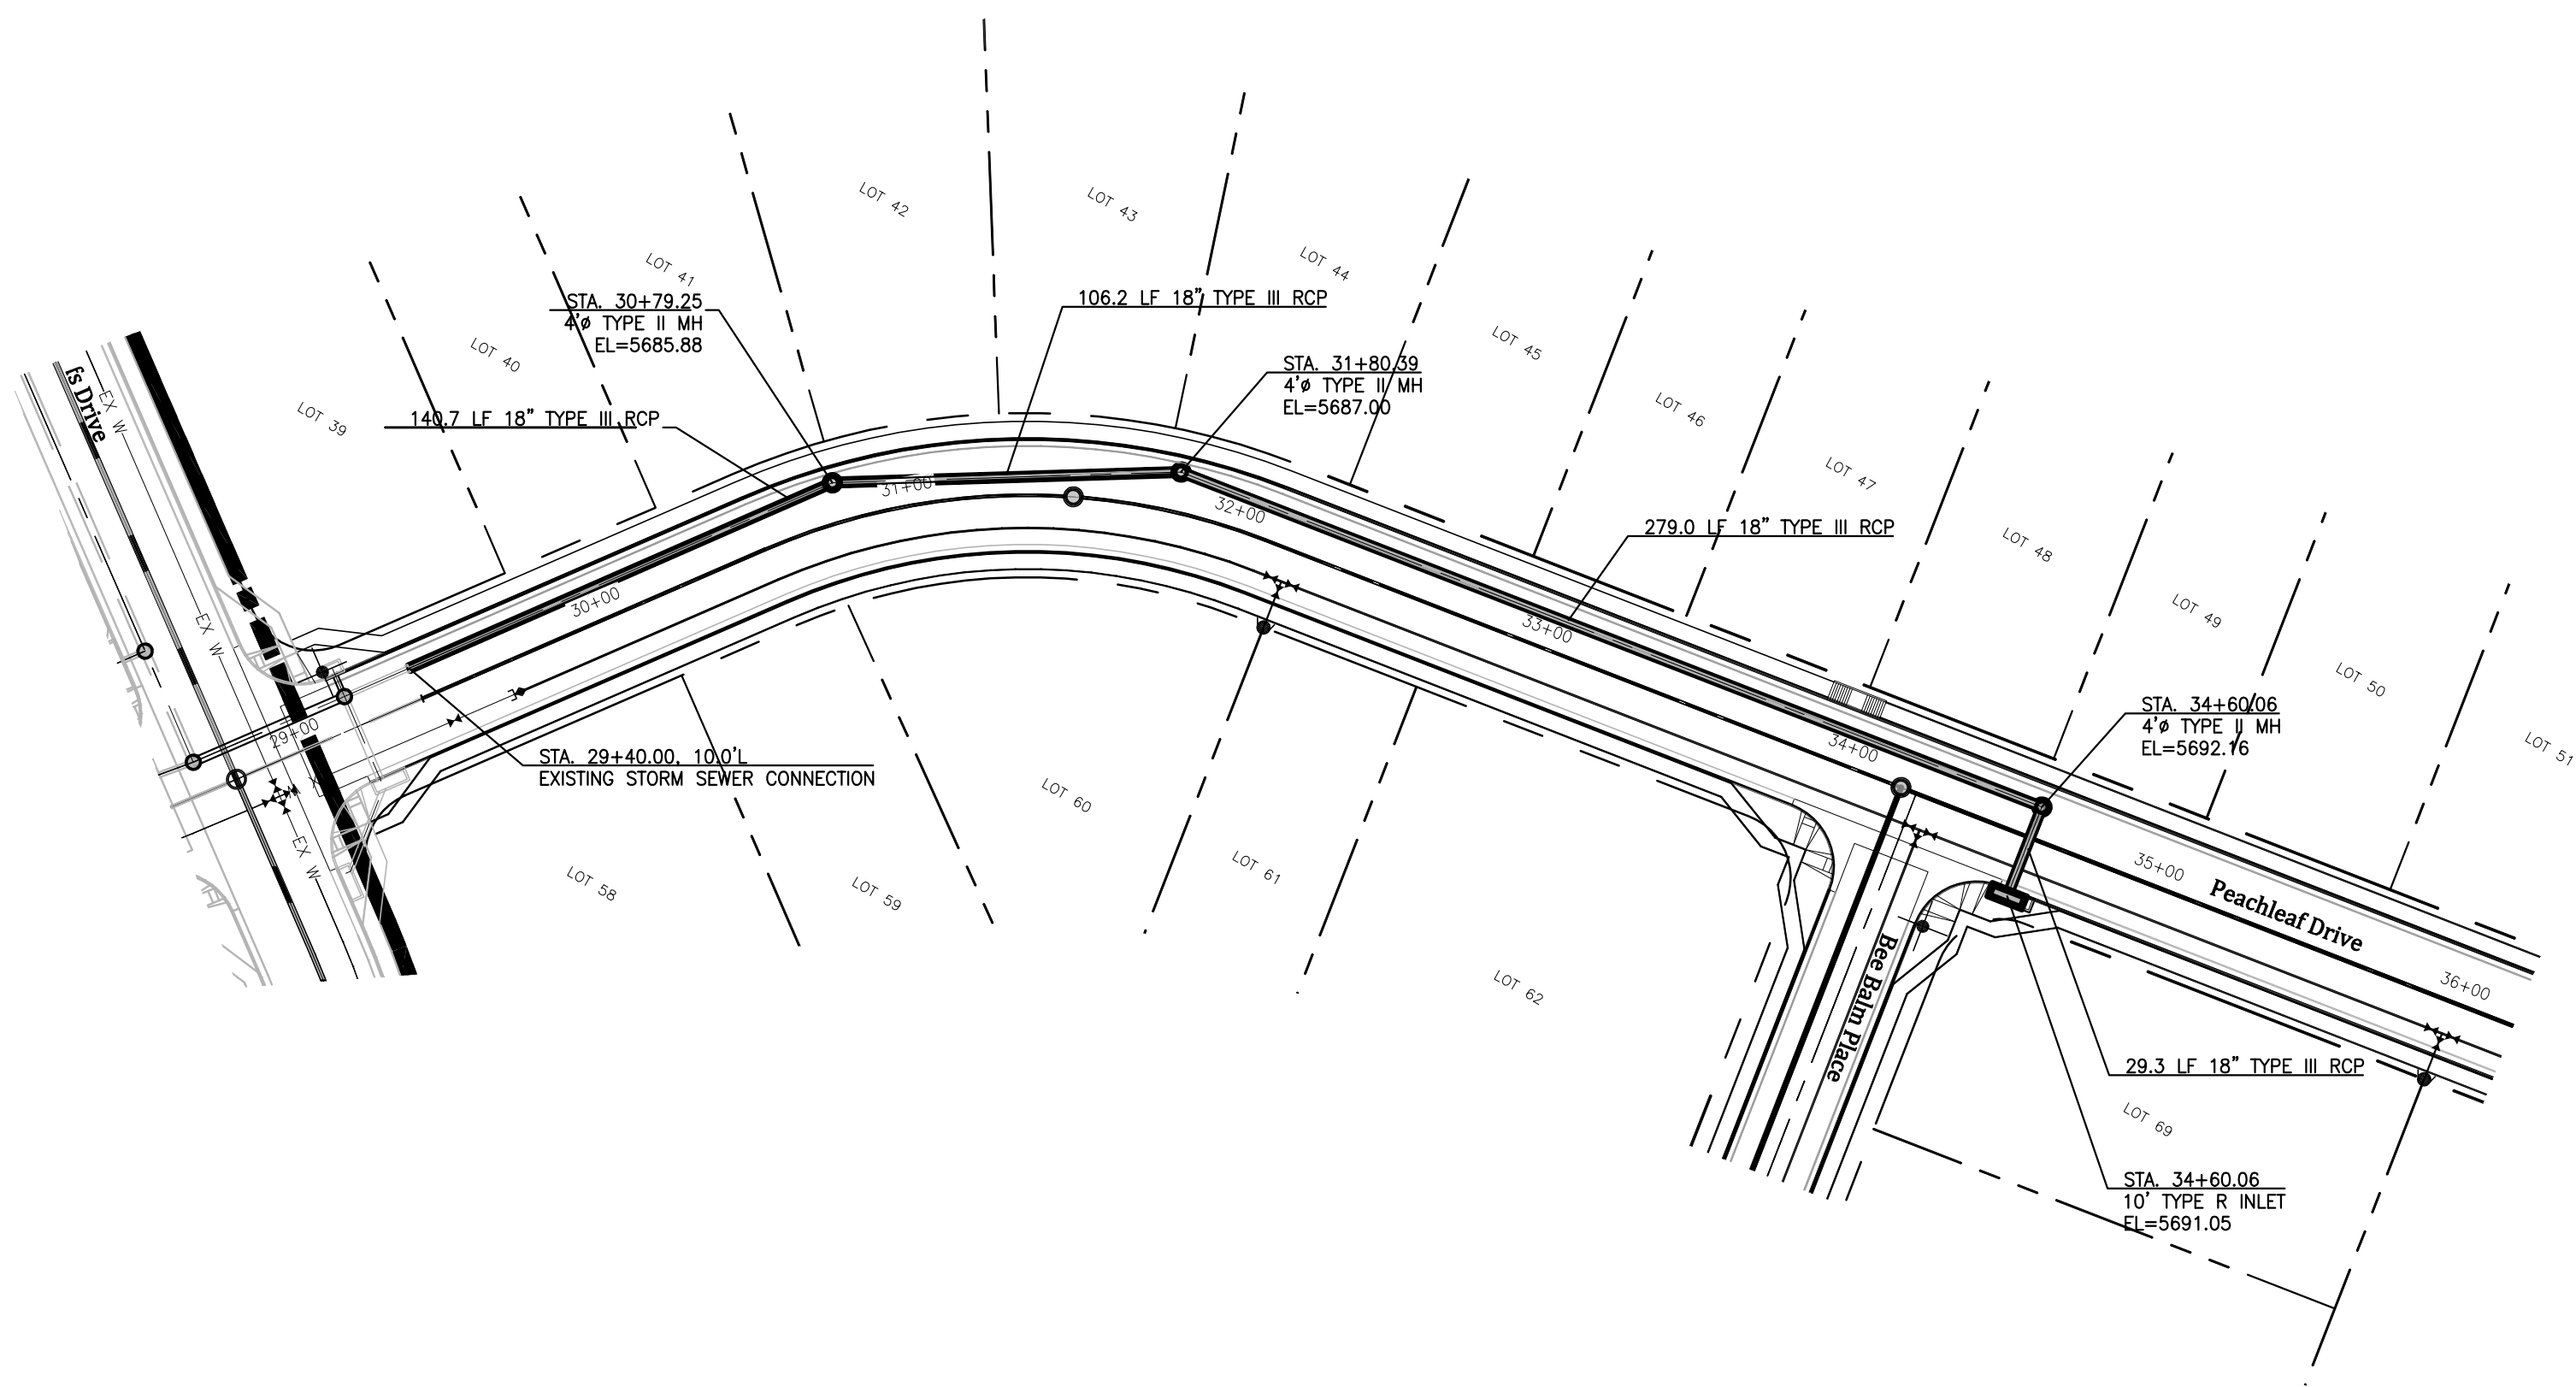 LOT 42
LOT 43
LOT 41
LOT 44
STA. 30+79.25
4'ø TYPE II MH
EL=5685.88
106.2 LF 18" TYPE III RCP
LOT 40
LOT 45
STA. 31+80.39
4'ø TYPE II MH
EL=5687.00
fs Drive
EX W
LOT 39
140.7 LF 18" TYPE III RCP
LOT 46
LOT 47
31+00
32+00
279.0 LF 18" TYPE III RCP
LOT 48
30+00
33+00
LOT 49
EX W
LOT 50
29+00
STA. 29+40.00, 10.0'L
EXISTING STORM SEWER CONNECTION
34+00
STA. 34+60.06
4'ø TYPE II MH
EL=5692.16
LOT 51
LOT 60
EX W
LOT 58
LOT 59
LOT 61
35+00
Peachleaf Drive
LOT 62
Bee Balm Place
36+00
29.3 LF 18" TYPE III RCP
LOT 69
STA. 34+60.06
10' TYPE R INLET
EL=5691.05